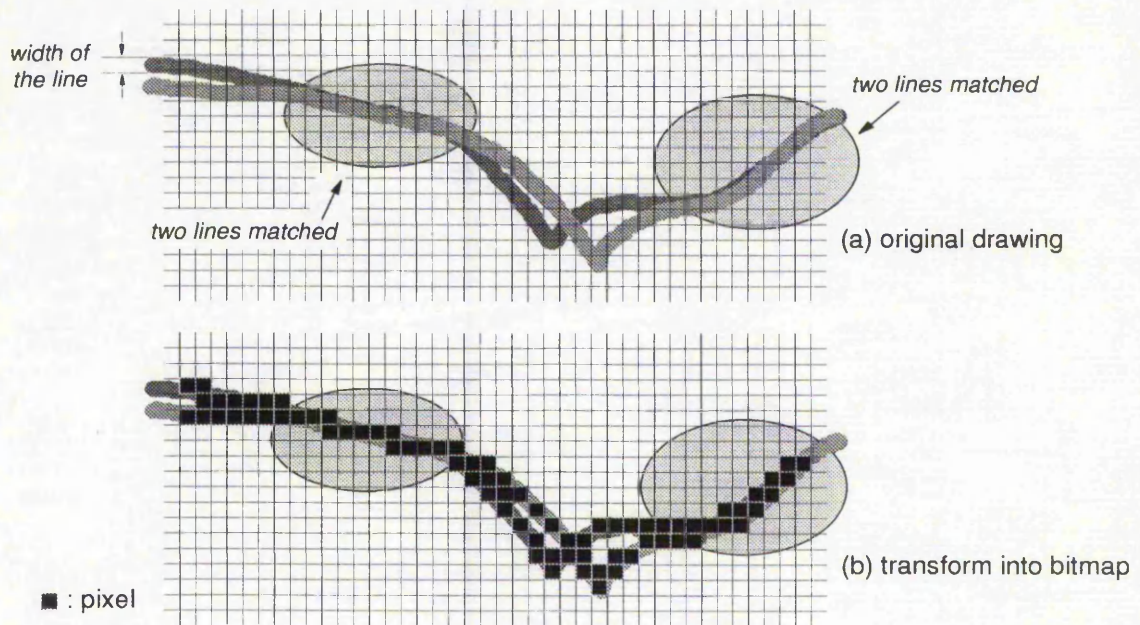 width of
the line
two lines matched
two lines matched
(a) original drawing
(b) transform into bitmap
■ : pixel